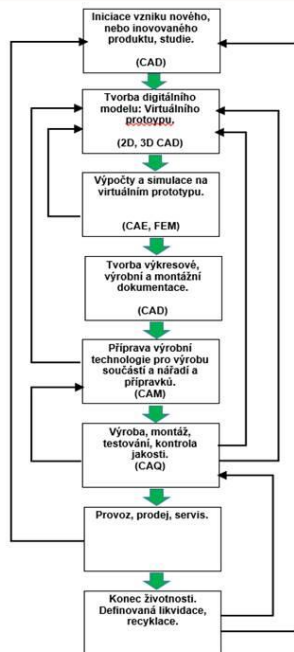 Iniciace vzniku nového,
nebo inovovaného
produktu, studie.
(CAD)
Tvorba digitálního
modelu: Virtuálního
protoypu.
(2D, 3D CAD)
Výpočty a simulace na
virtuálním prototypu.
(CAE, FEM)
Tvorba výkresové,
výrobní a montážní
dokumentace.
(CAD)
Příprava výrobní
technologie pro výrobu
součástí a nářadí a
přípravků.
(CAM)
Výroba, montáž,
testování, kontrola
jakosti.
(CAQ)
Provoz, prodej, servis.
Konec životnosti.
Definovaná likvidace,
recyklace.